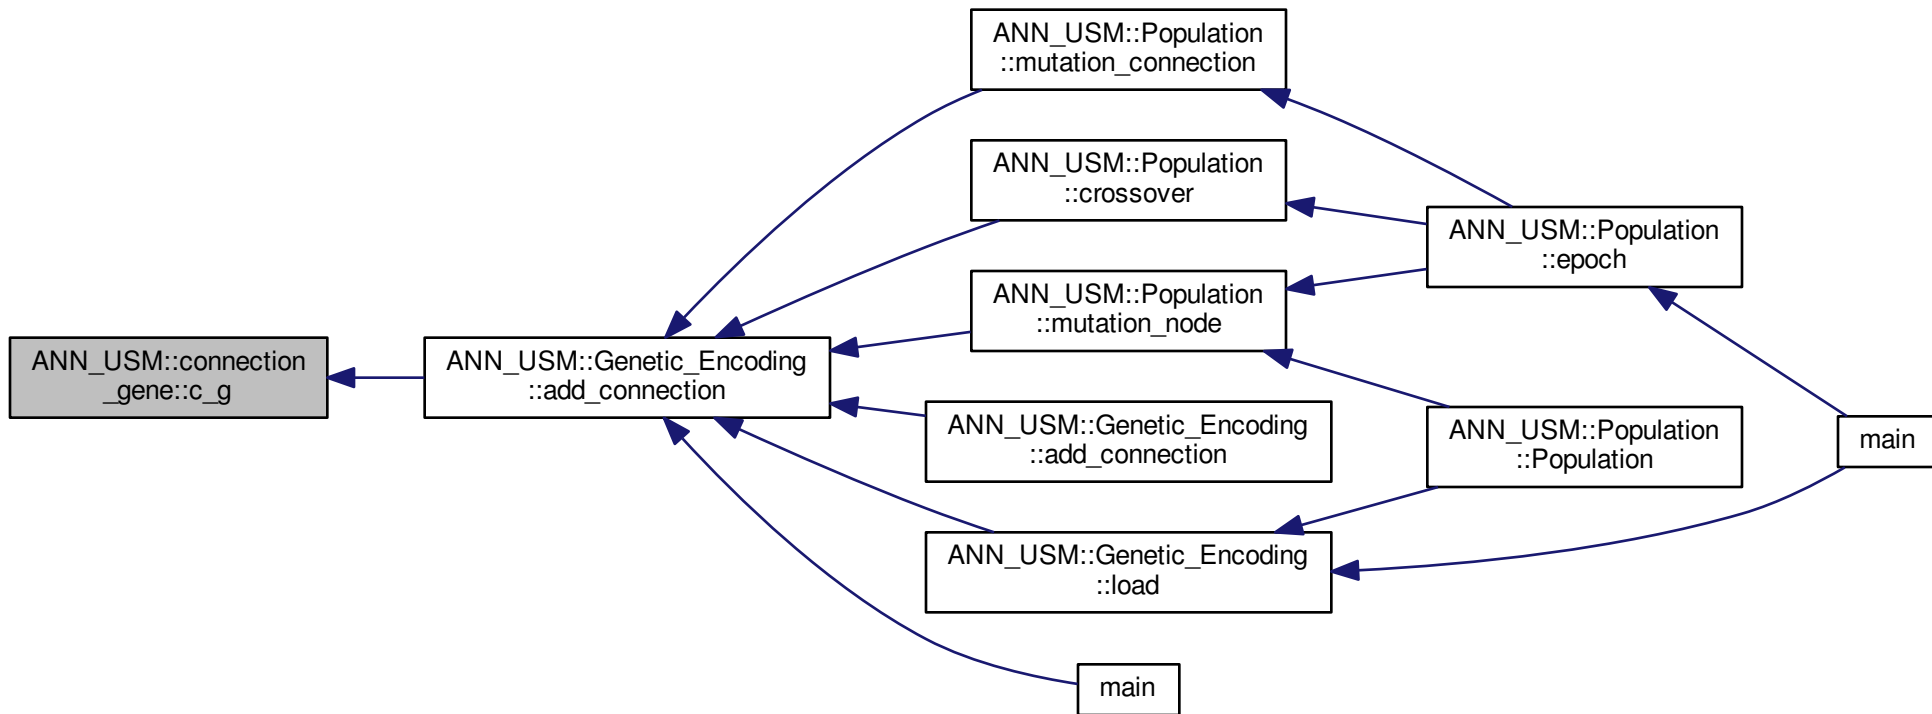 ANN_USM::connection
_gene::c_g
ANN_USM::Genetic_Encoding
::add_connection
ANN_USM::Population
::mutation_connection
ANN_USM::Population
::crossover
ANN_USM::Population
::mutation_node
ANN_USM::Genetic_Encoding
::add_connection
ANN_USM::Genetic_Encoding
::load
main
ANN_USM::Population
::epoch
ANN_USM::Population
::Population
main